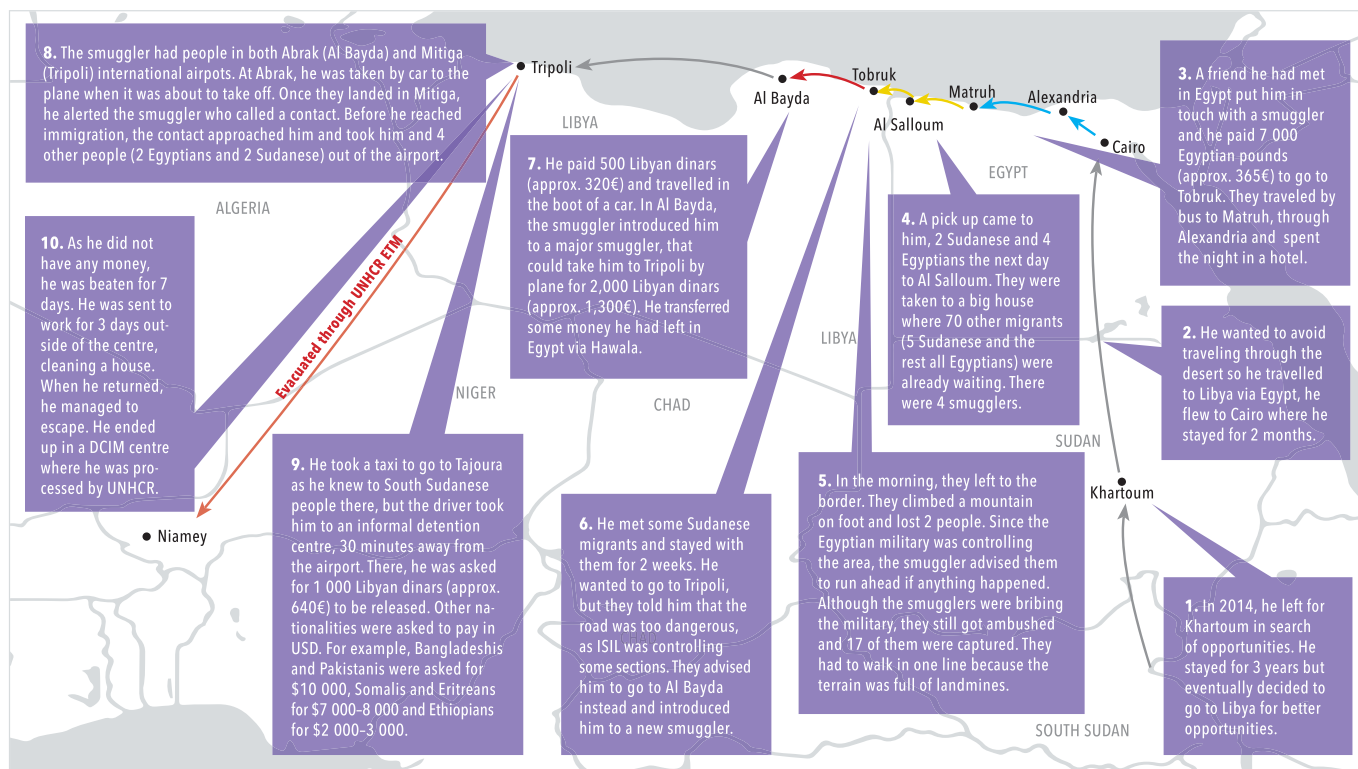 8. The smuggler had people in both Abrak (Al Bayda) and Mitiga
(Tripoli) international airpots. At Abrak, he was taken by car to the
plane when it was about to take off. Once they landed in Mitiga,
he alerted the smuggler who called a contact. Before he reached
immigration, the contact approached him and took him and 4
other people (2 Egyptians and 2 Sudanese) out of the airport.
Tripoli
Al Bayda
Tobruk
Al Salloum
Matruh
Alexandria
Cairo
LIBYA
EGYPT
ALGERIA
3. A friend he had met
in Egypt put him in
touch with a smuggler
and he paid 7 000
Egyptian pounds
(approx. 365€) to go to
Tobruk. They traveled by
bus to Matruh, through
Alexandria and spent
the night in a hotel.
7. He paid 500 Libyan dinars
(approx. 320€) and travelled in
the boot of a car. In Al Bayda,
the smuggler introduced him
to a major smuggler, that
could take him to Tripoli by
plane for 2,000 Libyan dinars
(approx. 1,300€). He transferred
some money he had left in
Egypt via Hawala.
4. A pick up came to
him, 2 Sudanese and 4
Egyptians the next day
to Al Salloum. They were
taken to a big house
where 70 other migrants
(5 Sudanese and the
rest all Egyptians) were
already waiting. There
were 4 smugglers.
10. As he did not
have any money,
he was beaten for 7
days. He was sent to
work for 3 days out-
side of the centre,
cleaning a house.
When he returned,
he managed to
escape. He ended
up in a DCIM centre
where he was pro-
cessed by UNHCR.
Evacuated through UNHCR ETM
LIBYA
NIGER
CHAD
SUDAN
2. He wanted to avoid
traveling through the
desert so he travelled
to Libya via Egypt, he
flew to Cairo where he
stayed for 2 months.
9. He took a taxi to go to Tajoura
as he knew to South Sudanese
people there, but the driver took
him to an informal detention
centre, 30 minutes away from
the airport. There, he was asked
for 1 000 Libyan dinars (approx.
640€) to be released. Other na-
tionalities were asked to pay in
USD. For example, Bangladeshis
and Pakistanis were asked for
$10 000, Somalis and Eritreans
for $7 000–8 000 and Ethiopians
for $2 000–3 000.
Niamey
6. He met some Sudanese
migrants and stayed with
them for 2 weeks. He
wanted to go to Tripoli,
but they told him that the
road was too dangerous,
as ISIL was controlling
some sections. They advised
him to go to Al Bayda
instead and introduced
him to a new smuggler.
CHAD
5. In the morning, they left to the
border. They climbed a mountain
on foot and lost 2 people. Since the
Egyptian military was controlling
the area, the smuggler advised them
to run ahead if anything happened.
Although the smugglers were bribing
the military, they still got ambushed
and 17 of them were captured. They
had to walk in one line because the
terrain was full of landmines.
Khartoum
1. In 2014, he left for
Khartoum in search
of opportunities. He
stayed for 3 years but
eventually decided to
go to Libya for better
opportunities.
SOUTH SUDAN